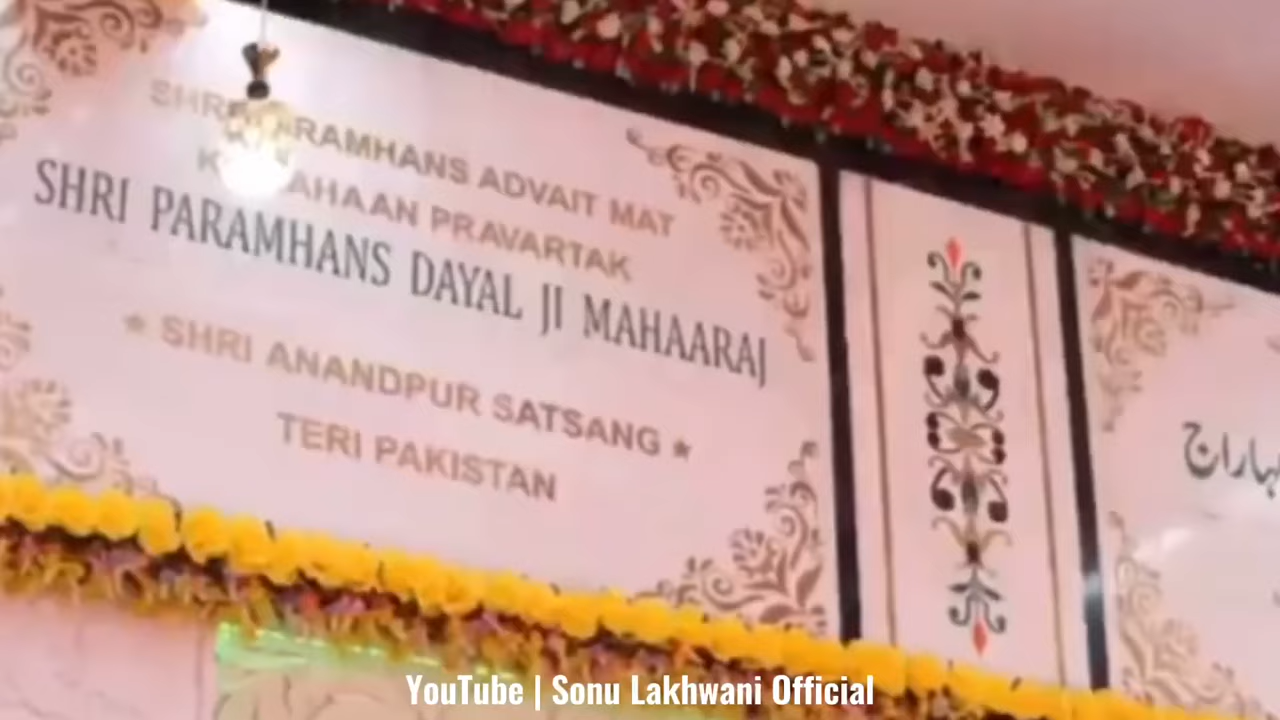 SHRI PARAMHANS ADVAIT MAT
MAHAAN PRAVARTAK
SHRI PARAMHANS DAYAL JI MAHAARAJ
★ SHRI ANANDPUR SATSANG ★
TERI PAKISTAN
YouTube | Sonu Lakhwani Official